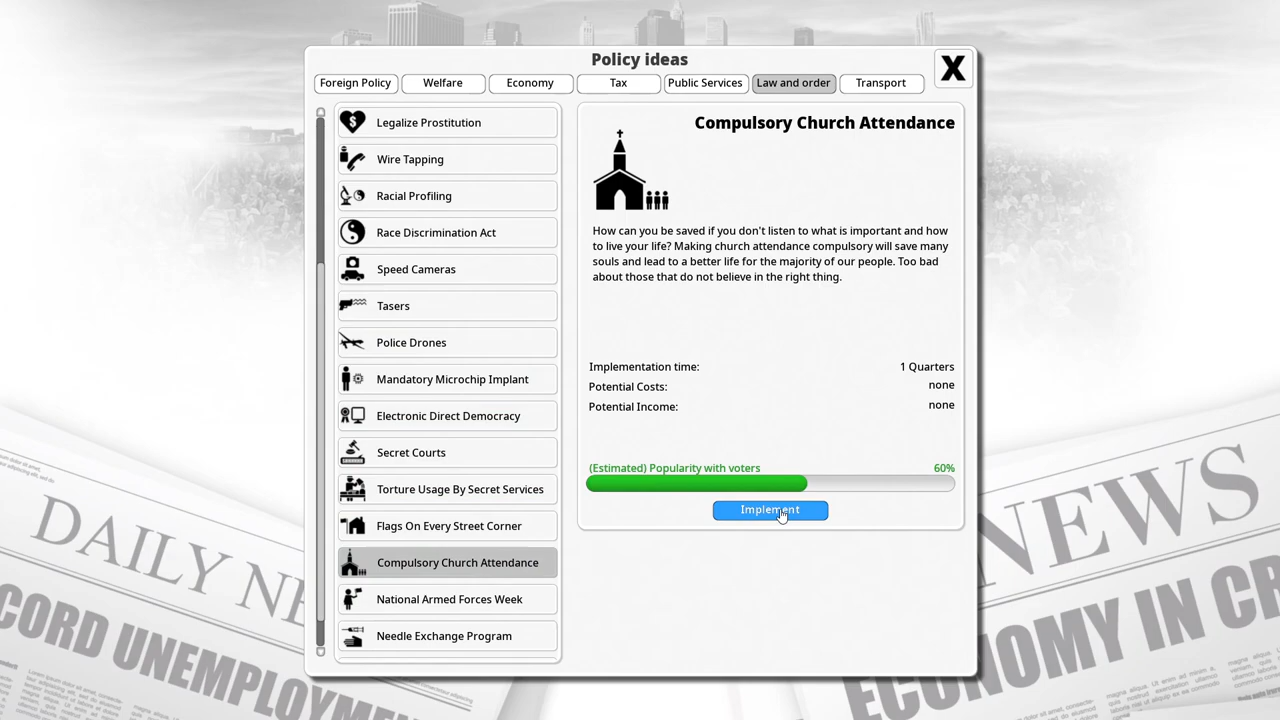 Policy ideas
X
Foreign Policy
Welfare
Economy
Tax
Public Services
Law and order
Transport
Legalize Prostitution
Wire Tapping
Racial Profiling
Race Discrimination Act
Speed Cameras
Tasers
Police Drones
Mandatory Microchip Implant
Electronic Direct Democracy
Secret Courts
Torture Usage By Secret Services
Flags On Every Street Corner
Compulsory Church Attendance
National Armed Forces Week
Needle Exchange Program
Compulsory Church Attendance
How can you be saved if you don't listen to what is important and how
to live your life? Making church attendance compulsory will save many
souls and lead to a better life for the majority of our people. Too bad
about those that do not believe in the right thing.
Implementation time: 1 Quarters
Potential Costs: none
Potential Income: none
(Estimated) Popularity with voters 60%
Implement
DAILY NE
CORD UNEMPLOYM
NEWS
ECONOMY IN CR